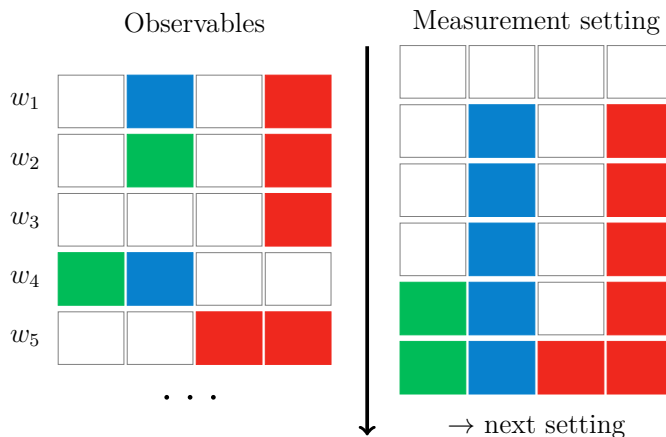 Observables
Measurement setting
w₁
w₂
w₃
w₄
w₅
. . .
→ next setting